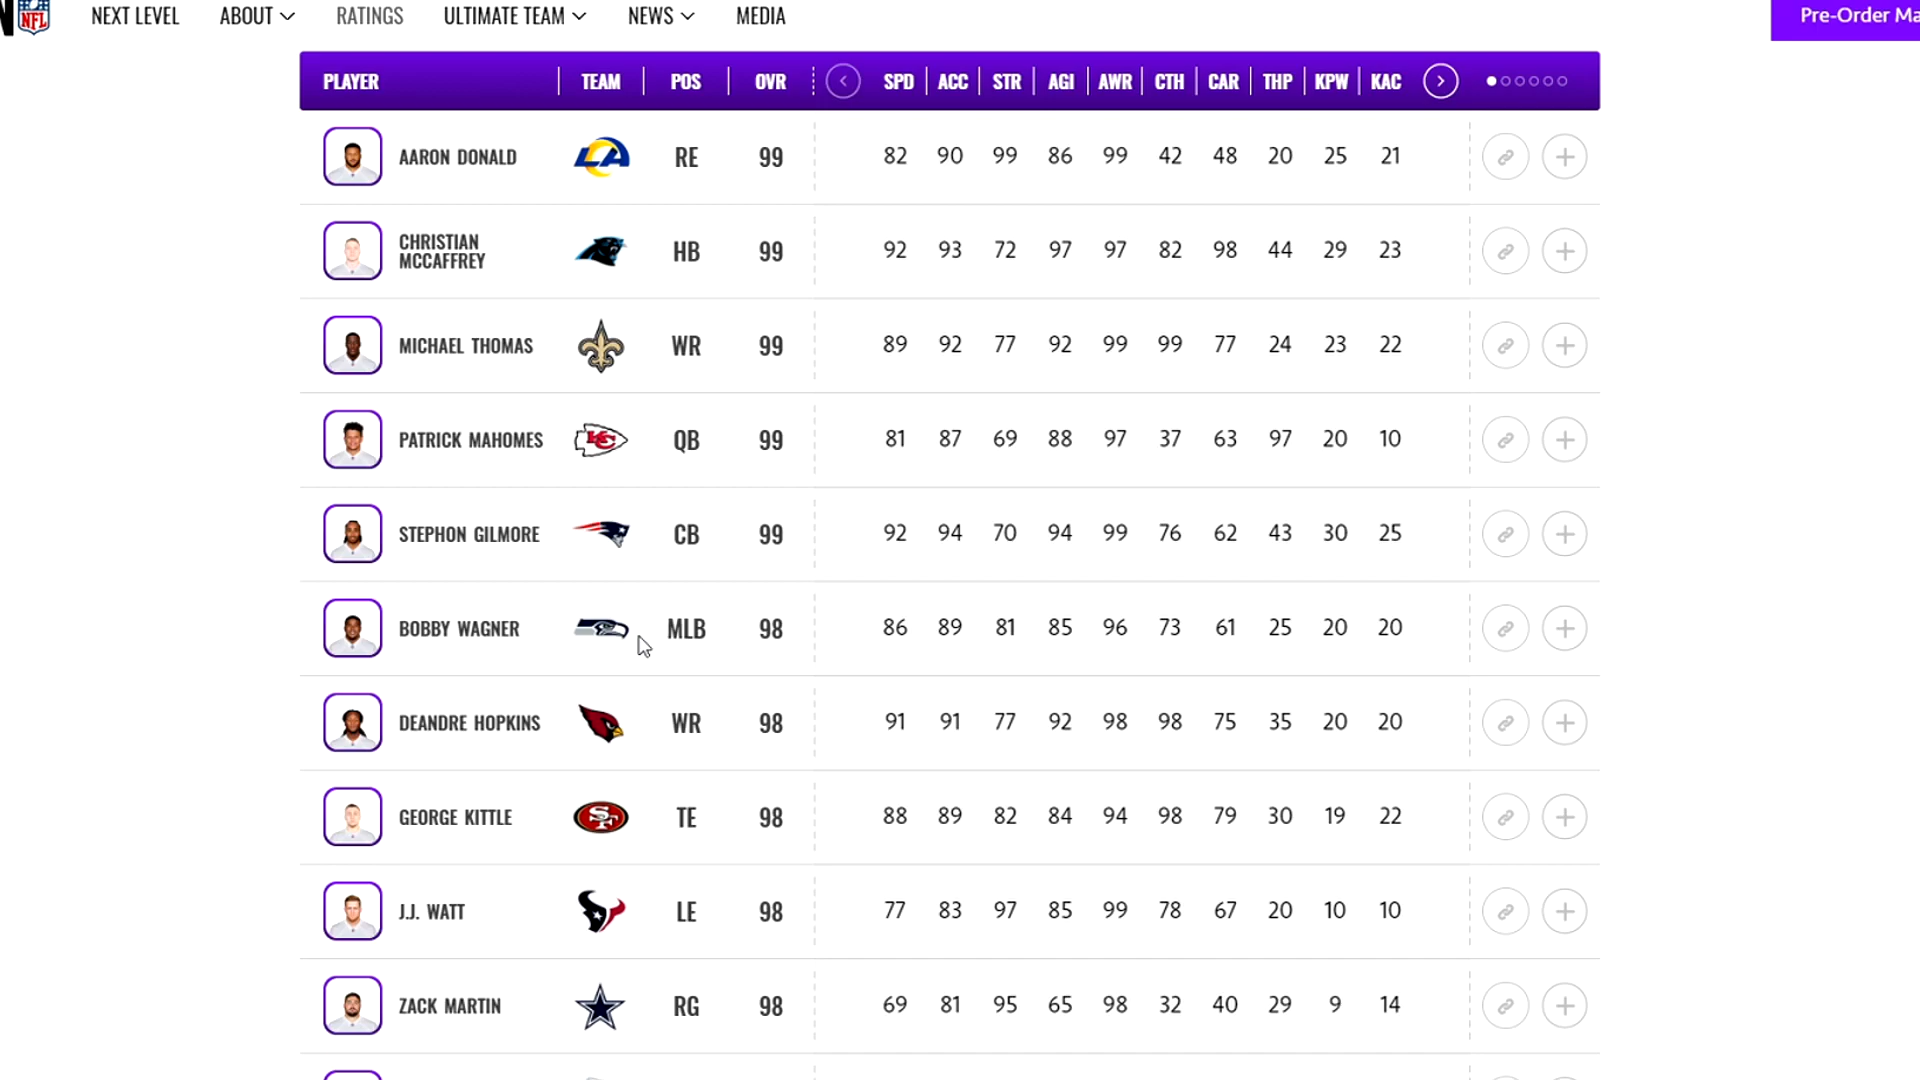 NFL NEXT LEVEL ABOUT RATINGS ULTIMATE TEAM NEWS MEDIA Pre-Order Ma
PLAYER TEAM POS OVR SPD ACC STR AGI AWR CTH CAR THP KPW KAC
AARON DONALD LA RE 99 82 90 99 86 99 42 48 20 25 21
CHRISTIAN
MCCAFFREY HB 99 92 93 72 97 97 82 98 44 29 23
MICHAEL THOMAS WR 99 89 92 77 92 99 99 77 24 23 22
PATRICK MAHOMES KC QB 99 81 87 69 88 97 37 63 97 20 10
STEPHON GILMORE CB 99 92 94 70 94 99 76 62 43 30 25
BOBBY WAGNER MLB 98 86 89 81 85 96 73 61 25 20 20
DEANDRE HOPKINS WR 98 91 91 77 92 98 98 75 35 20 20
GEORGE KITTLE SF TE 98 88 89 82 84 94 98 79 30 19 22
J.J. WATT LE 98 77 83 97 85 99 78 67 20 10 10
ZACK MARTIN RG 98 69 81 95 65 98 32 40 29 9 14